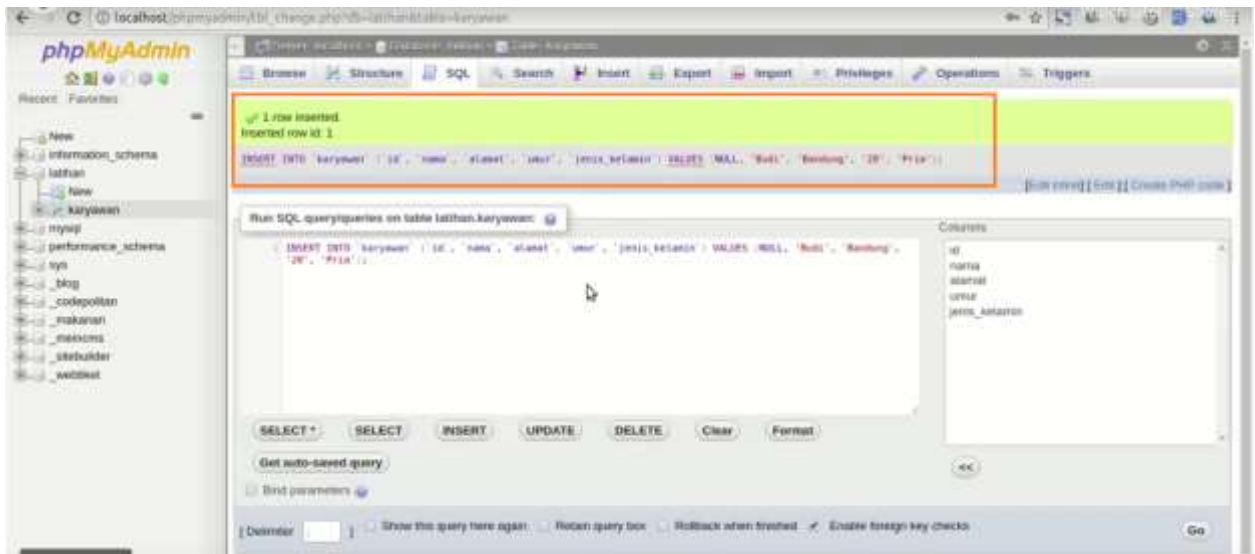 localhost/phpmyadmin/tbl_change.php?db=latihan&table=karyawan
phpMyAdmin
Recent Favorites
New
information_schema
latihan
New
karyawan
mysql
performance_schema
sys
_blog
_codepolitan
_makanan
_meixcms
_sitebuilder
Browse Structure SQL Search Insert Export Import Privileges Operations Triggers
1 row inserted.
Inserted row id: 1
INSERT INTO `karyawan` (`id`, `nama`, `alamat`, `umur`, `jenis_kelamin`) VALUES (NULL, 'Budi', 'Bandung', '20', 'Pria');
[Edit inline] [ Edit ] [ Create PHP code ]
Run SQL query/queries on table latihan.karyawan:
1 INSERT INTO `karyawan` (`id`, `nama`, `alamat`, `umur`, `jenis_kelamin`) VALUES (NULL, 'Budi', 'Bandung',
'20', 'Pria');
Columns
id
nama
alamat
umur
jenis_kelamin
SELECT * SELECT INSERT UPDATE DELETE Clear Format
Get auto-saved query
<<
Bind parameters
[ Delimiter ] Show this query here again Retain query box Rollback when finished Enable foreign key checks Go